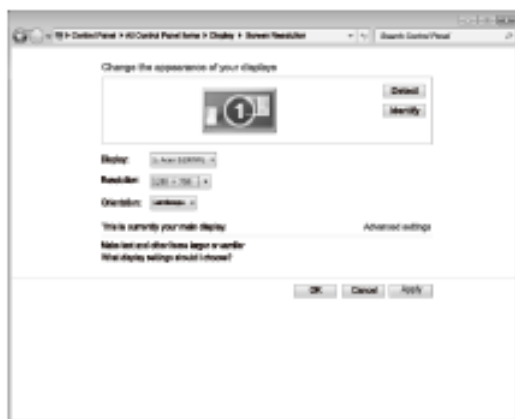 Control Panel ▸ All Control Panel Items ▸ Display ▸ Screen Resolution
Search Control Panel
Change the appearance of your displays
1
Detect
Identify
Display:
Resolution:
Orientation:
This is currently your main display.
Advanced settings
Make text and other items larger or smaller
What display settings should I choose?
OK
Cancel
Apply